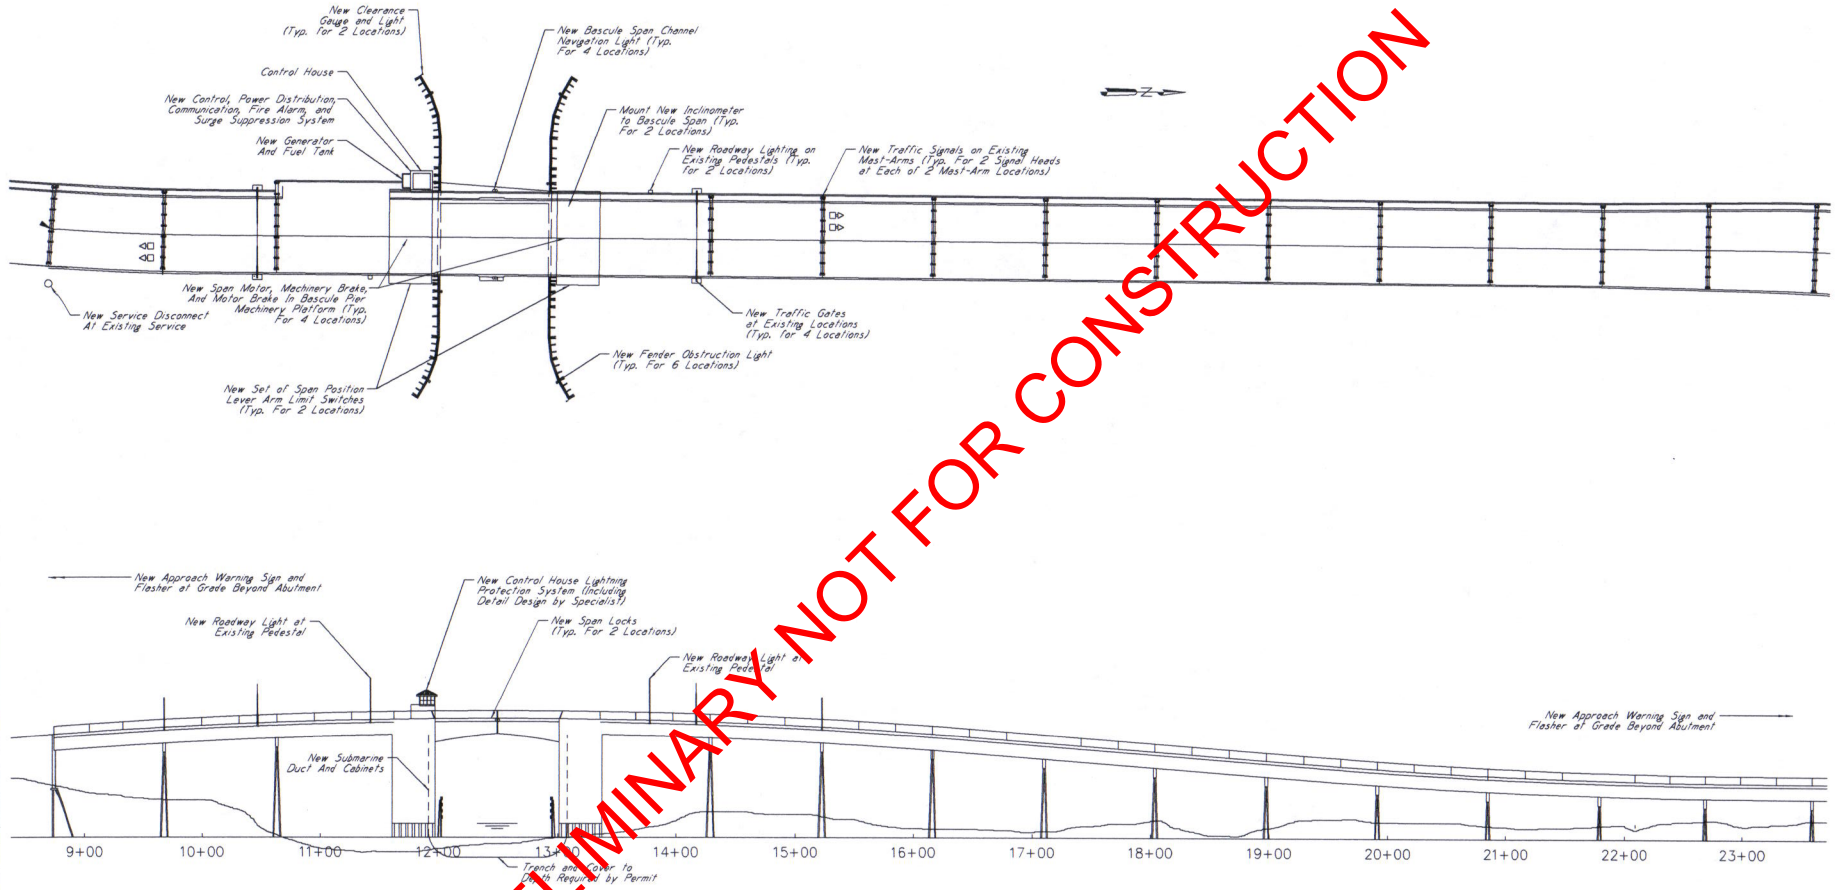 New Clearance
Gauge and Light
(Typ. for 2 Locations)
Control House
New Control, Power Distribution,
Communication, Fire Alarm, and
Surge Suppression System
New Generator
And Fuel Tank
New Bascule Span Channel
Navigation Light (Typ.
For 4 Locations)
Mount New Inclinometer
to Bascule Span (Typ.
For 2 Locations)
New Roadway Lighting on
Existing Pedestals (Typ.
for 2 Locations)
New Traffic Signals on Existing
Mast-Arms (Typ. For 2 Signal Heads
at Each of 2 Mast-Arm Locations)
Z
New Span Motor, Machinery Brake,
And Motor Brake In Bascule Pier
Machinery Platform (Typ.
For 4 Locations)
New Service Disconnect
At Existing Service
New Set of Span Position
Lever Arm Limit Switches
(Typ. For 2 Locations)
New Traffic Gates
at Existing Locations
(Typ. for 4 Locations)
New Fender Obstruction Light
(Typ. For 6 Locations)
New Approach Warning Sign and
Flasher at Grade Beyond Abutment
New Roadway Light at
Existing Pedestal
New Control House Lightning
Protection System (Including
Detail Design by Specialist)
New Span Locks
(Typ. For 2 Locations)
New Roadway Light at
Existing Pedestal
New Approach Warning Sign and
Flasher at Grade Beyond Abutment
New Submarine
Duct And Cabinets
9+00 10+00 11+00 12+00 13+00 14+00 15+00 16+00 17+00 18+00 19+00 20+00 21+00 22+00 23+00
Trench and Cover to
Depth Required by Permit
ELIMINARY NOT FOR CONSTRUCTION